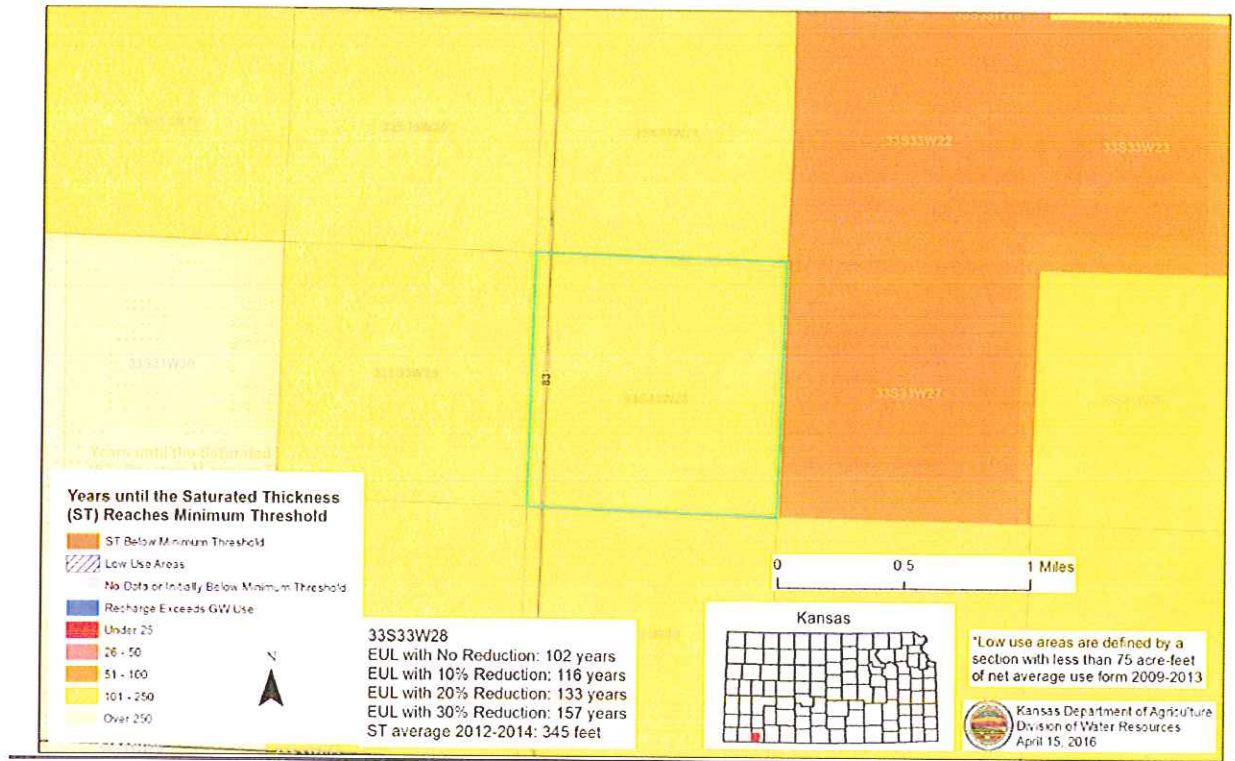 33S33W22
33S33W23
33S33W30
83
33S33W27
Years until the Saturated Thickness
(ST) Reaches Minimum Threshold
ST Below Minimum Threshold
Low Use Areas
No Data or Initially Below Minimum Threshold
Recharge Exceeds GW Use
Under 25
26 - 50
51 - 100
101 - 250
Over 250
N
33S33W28
EUL with No Reduction: 102 years
EUL with 10% Reduction: 116 years
EUL with 20% Reduction: 133 years
EUL with 30% Reduction: 157 years
ST average 2012-2014: 345 feet
0 0.5 1 Miles
Kansas
*Low use areas are defined by a
section with less than 75 acre-feet
of net average use form 2009-2013
Kansas Department of Agriculture
Division of Water Resources
April 15, 2016